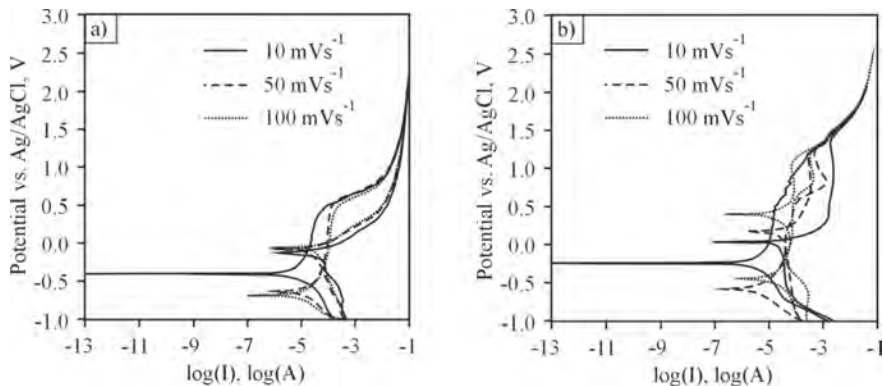 a)
3.0
2.5
2.0
1.5
1.0
0.5
0.0
-0.5
-1.0
Potential vs. Ag/AgCl, V
10 mVs⁻¹
50 mVs⁻¹
100 mVs⁻¹
-13 -11 -9 -7 -5 -3 -1
log(I), log(A)
b)
3.0
2.5
2.0
1.5
1.0
0.5
0.0
-0.5
-1.0
Potential vs. Ag/AgCl, V
10 mVs⁻¹
50 mVs⁻¹
100 mVs⁻¹
-13 -11 -9 -7 -5 -3 -1
log(I), log(A)